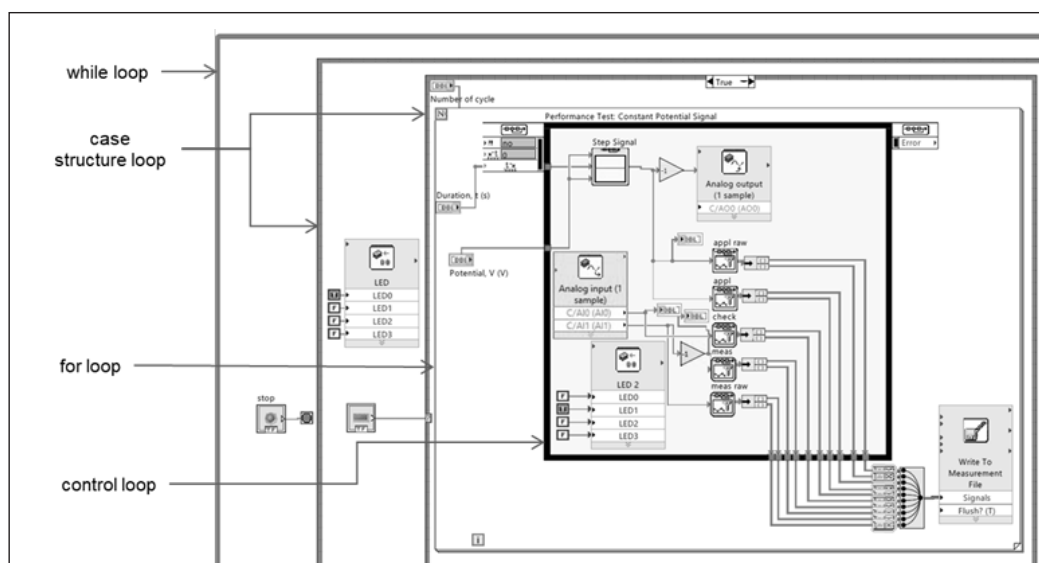 while loop
case
structure loop
for loop
control loop
True
Number of cycle
N
Performance Test: Constant Potential Signal
Error
Step Signal
-1
Analog output
(1 sample)
C/AO0 (AO0)
Duration, t (s)
Potential, V (V)
appl raw
LED
LED0
LED1
LED2
LED3
F
F
F
Analog input (1
sample)
C/AI0 (AI0)
C/AI1 (AI1)
appl
check
-1
meas
meas raw
LED 2
LED0
LED1
LED2
LED3
F
F
F
stop
Write To
Measurement
File
Signals
Flush? (T)
i